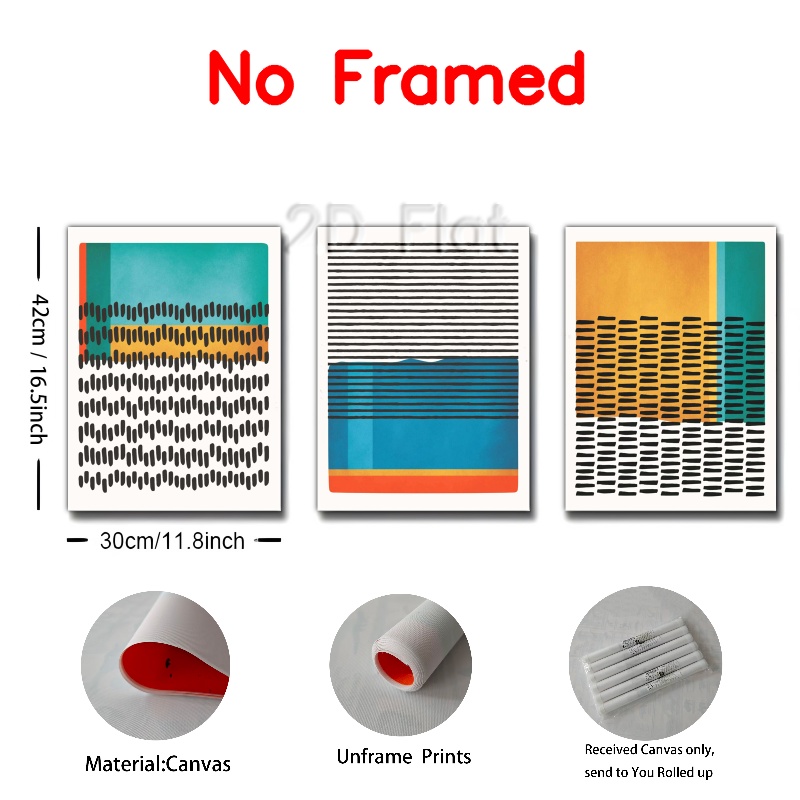 No Framed
2D Flat
42cm / 16.5inch
30cm/11.8inch
Material:Canvas
Unframe Prints
Received Canvas only,
send to You Rolled up